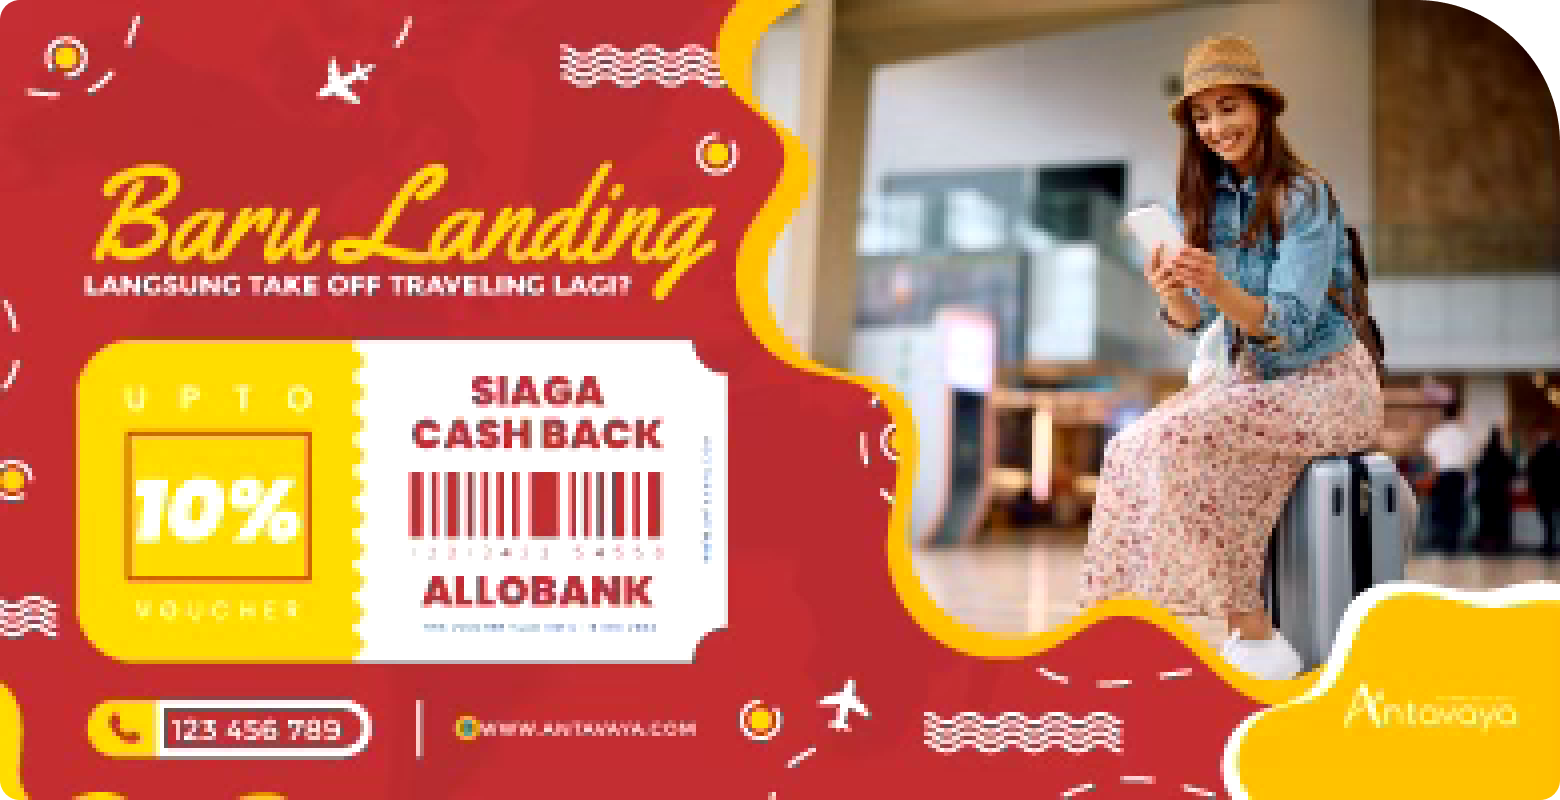 Baru Landing
LANGSUNG TAKE OFF TRAVELING LAGI?
UPTO
10%
VOUCHER
SIAGA
CASH BACK
ALLOBANK
123 456 789
WWW.ANTAVAYA.COM
Antavaya